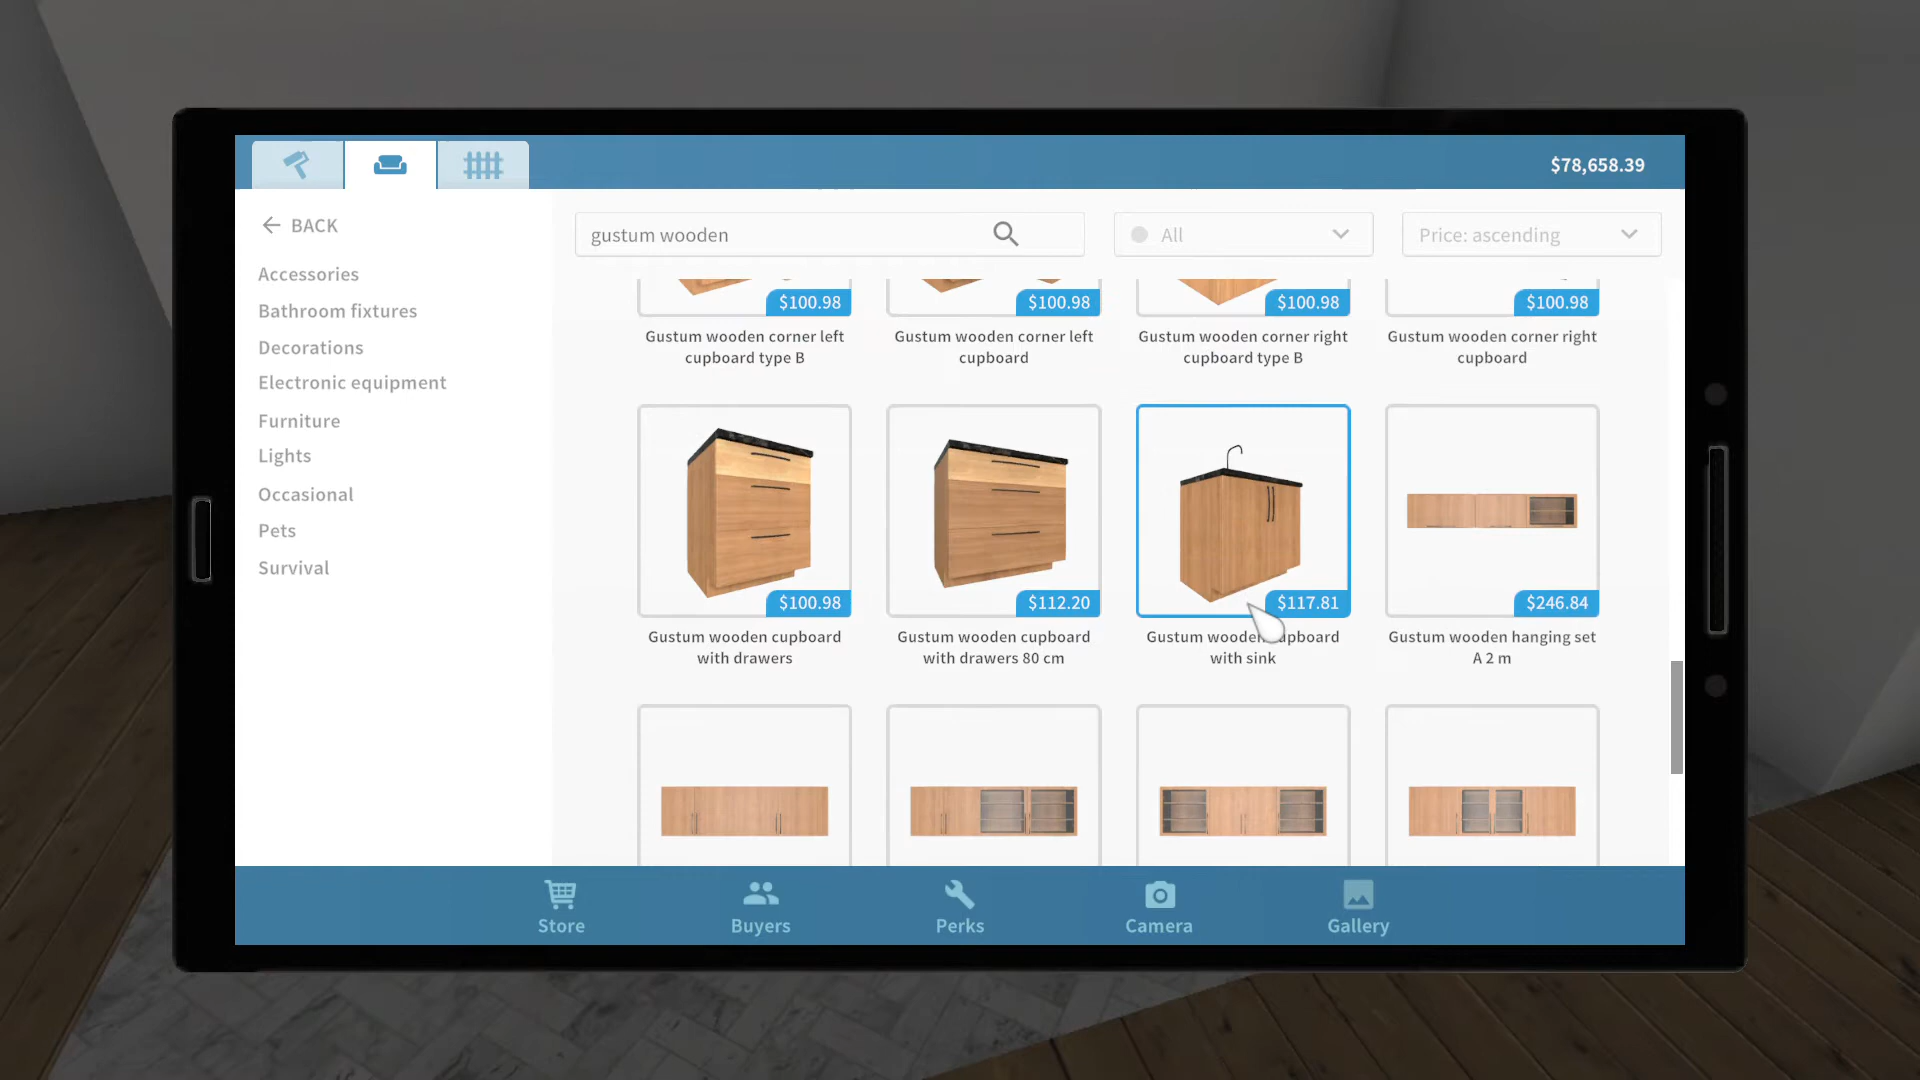 $78,658.39
BACK
gustum wooden
All
Price: ascending
Accessories
Bathroom fixtures
Decorations
Electronic equipment
Furniture
Lights
Occasional
Pets
Survival
$100.98
$100.98
$100.98
$100.98
Gustum wooden corner left
cupboard type B
Gustum wooden corner left
cupboard
Gustum wooden corner right
cupboard type B
Gustum wooden corner right
cupboard
$100.98
$112.20
$117.81
$246.84
Gustum wooden cupboard
with drawers
Gustum wooden cupboard
with drawers 80 cm
Gustum wooden cupboard
with sink
Gustum wooden hanging set
A 2 m
Store
Buyers
Perks
Camera
Gallery